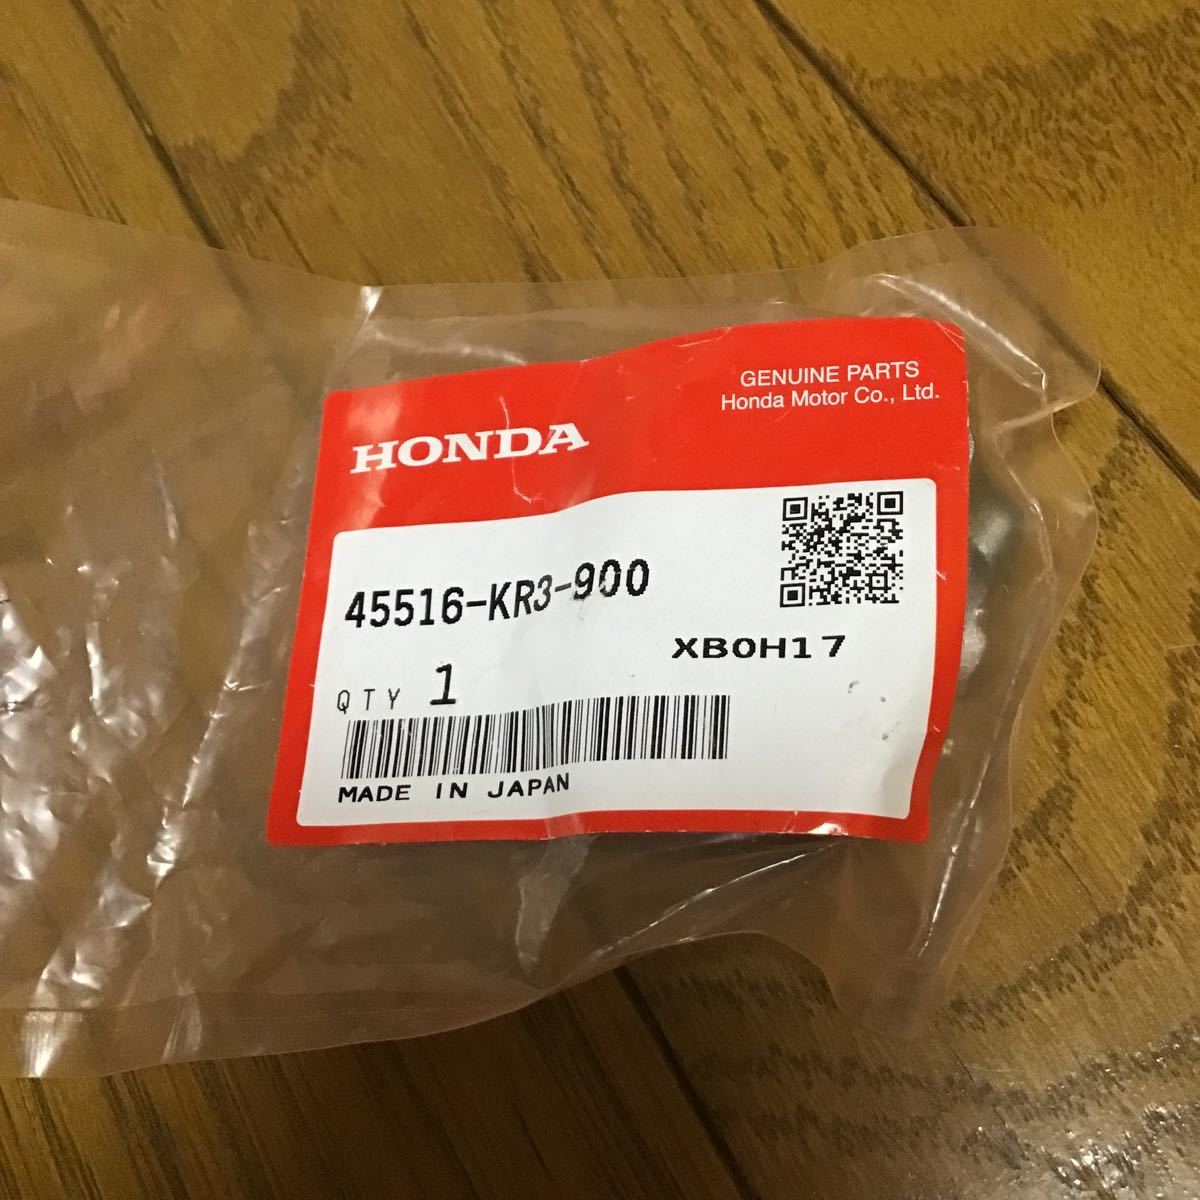 GENUINE PARTS
Honda Motor Co., Ltd.
HONDA
45516-KR3-900
XB0H17
QTY 1
MADE IN JAPAN